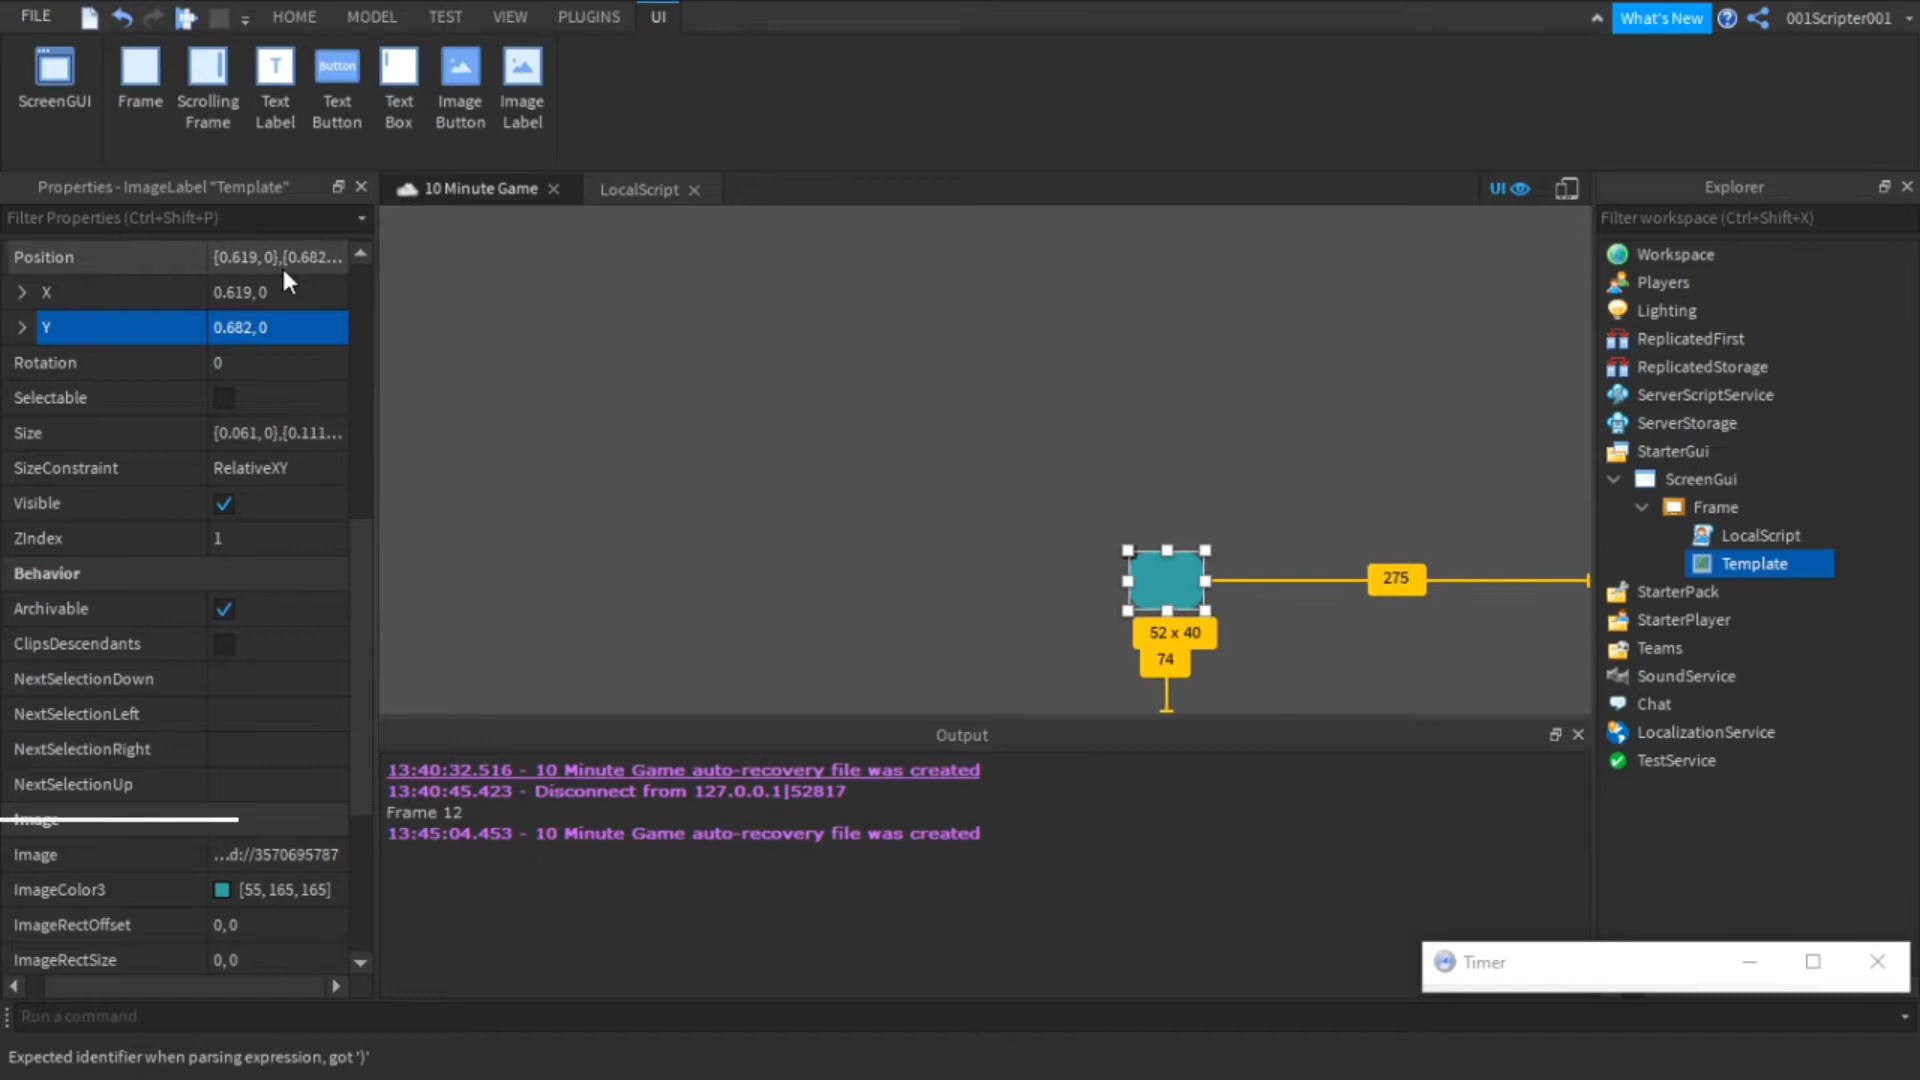 FILE
HOME
MODEL
TEST
VIEW
PLUGINS
UI
What's New
001Scripter001
ScreenGUI
Frame
Scrolling
Frame
T
Text
Label
Button
Text
Button
Text
Box
Image
Button
Image
Label
Properties - ImageLabel "Template"
Filter Properties (Ctrl+Shift+P)
Position {0.619, 0},{0.682...
X 0.619, 0
Y 0.682, 0
Rotation 0
Selectable
Size {0.061, 0},{0.111...
SizeConstraint RelativeXY
Visible
ZIndex 1
Behavior
Archivable
ClipsDescendants
NextSelectionDown
NextSelectionLeft
NextSelectionRight
NextSelectionUp
Image
Image ...d://3570695787
ImageColor3 [55, 165, 165]
ImageRectOffset 0, 0
ImageRectSize 0, 0
10 Minute Game
LocalScript
UI
275
52 x 40
74
Output
13:40:32.516 - 10 Minute Game auto-recovery file was created
13:40:45.423 - Disconnect from 127.0.0.1|52817
Frame 12
13:45:04.453 - 10 Minute Game auto-recovery file was created
Explorer
Filter workspace (Ctrl+Shift+X)
Workspace
Players
Lighting
ReplicatedFirst
ReplicatedStorage
ServerScriptService
ServerStorage
StarterGui
ScreenGui
Frame
LocalScript
Template
StarterPack
StarterPlayer
Teams
SoundService
Chat
LocalizationService
TestService
Timer
Run a command
Expected identifier when parsing expression, got ')'